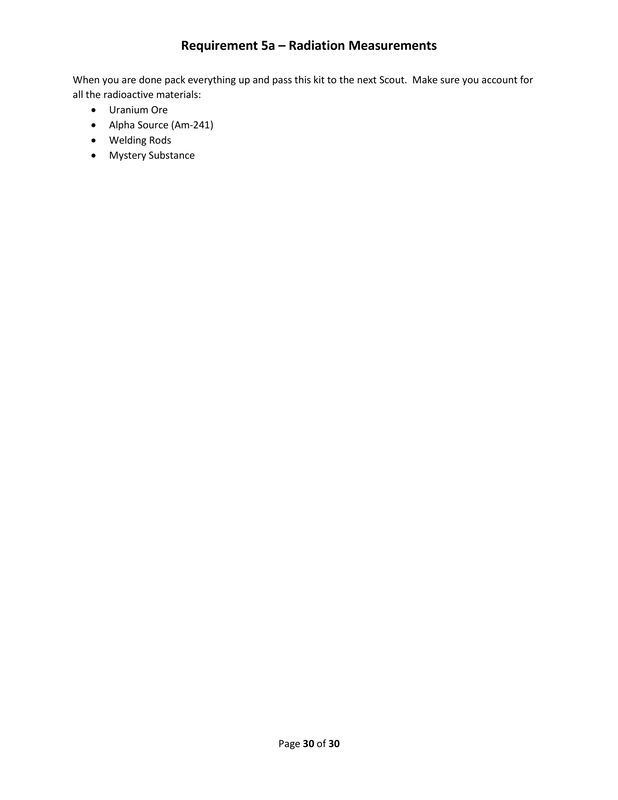 Requirement 5a – Radiation Measurements
When you are done pack everything up and pass this kit to the next Scout.  Make sure you account for
all the radioactive materials:
• Uranium Ore
• Alpha Source (Am-241)
• Welding Rods
• Mystery Substance
Page 30 of 30